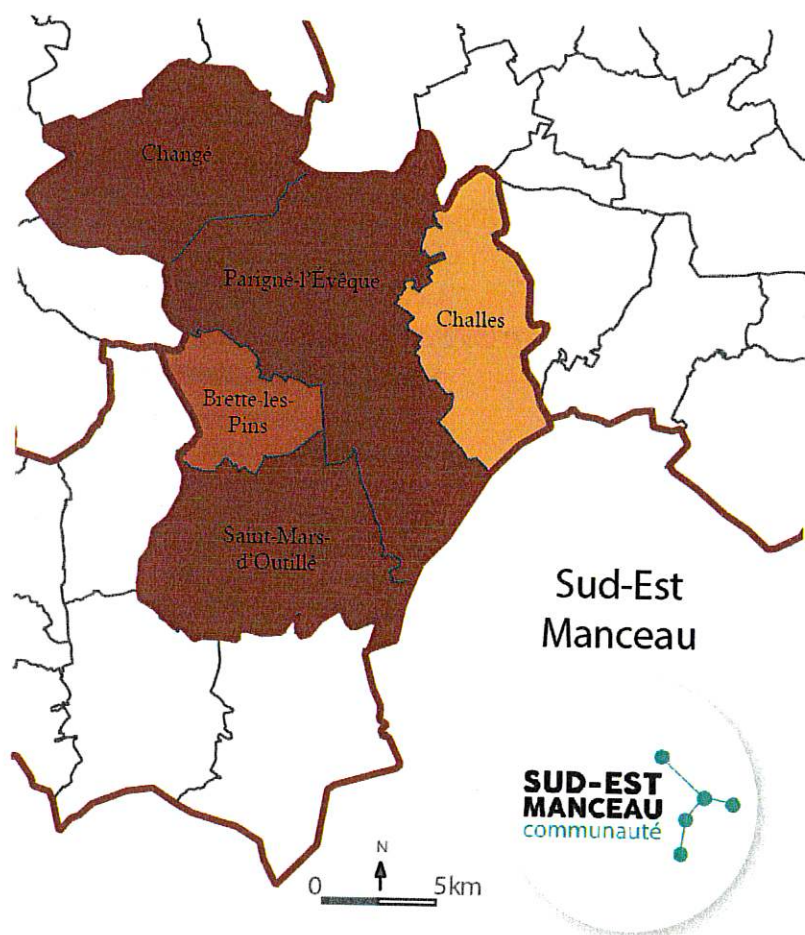 Changé
Parigné-l'Évêque
Challes
Brette-les-
Pins
Saint-Mars-
d'Outillé
Sud-Est
Manceau
SUD-EST
MANCEAU
communauté
N
0 5km